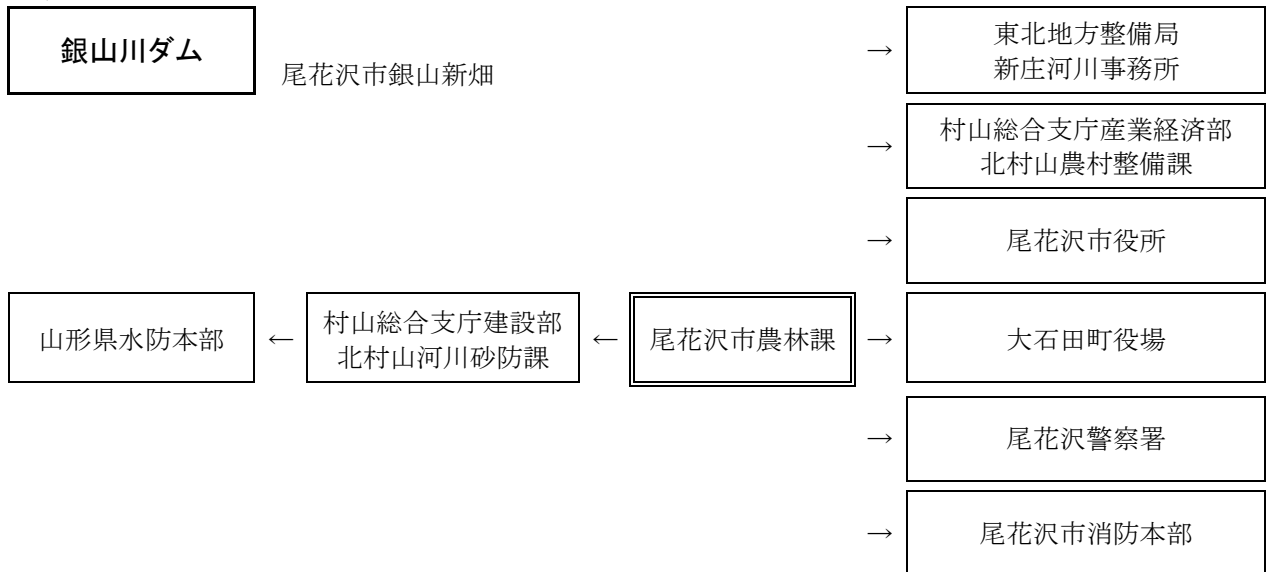 銀山川ダム
尾花沢市銀山新畑
→
東北地方整備局
新庄河川事務所
→
村山総合支庁産業経済部
北村山農村整備課
→
尾花沢市役所
山形県水防本部
←
村山総合支庁建設部
北村山河川砂防課
←
尾花沢市農林課
→
大石田町役場
→
尾花沢警察署
→
尾花沢市消防本部